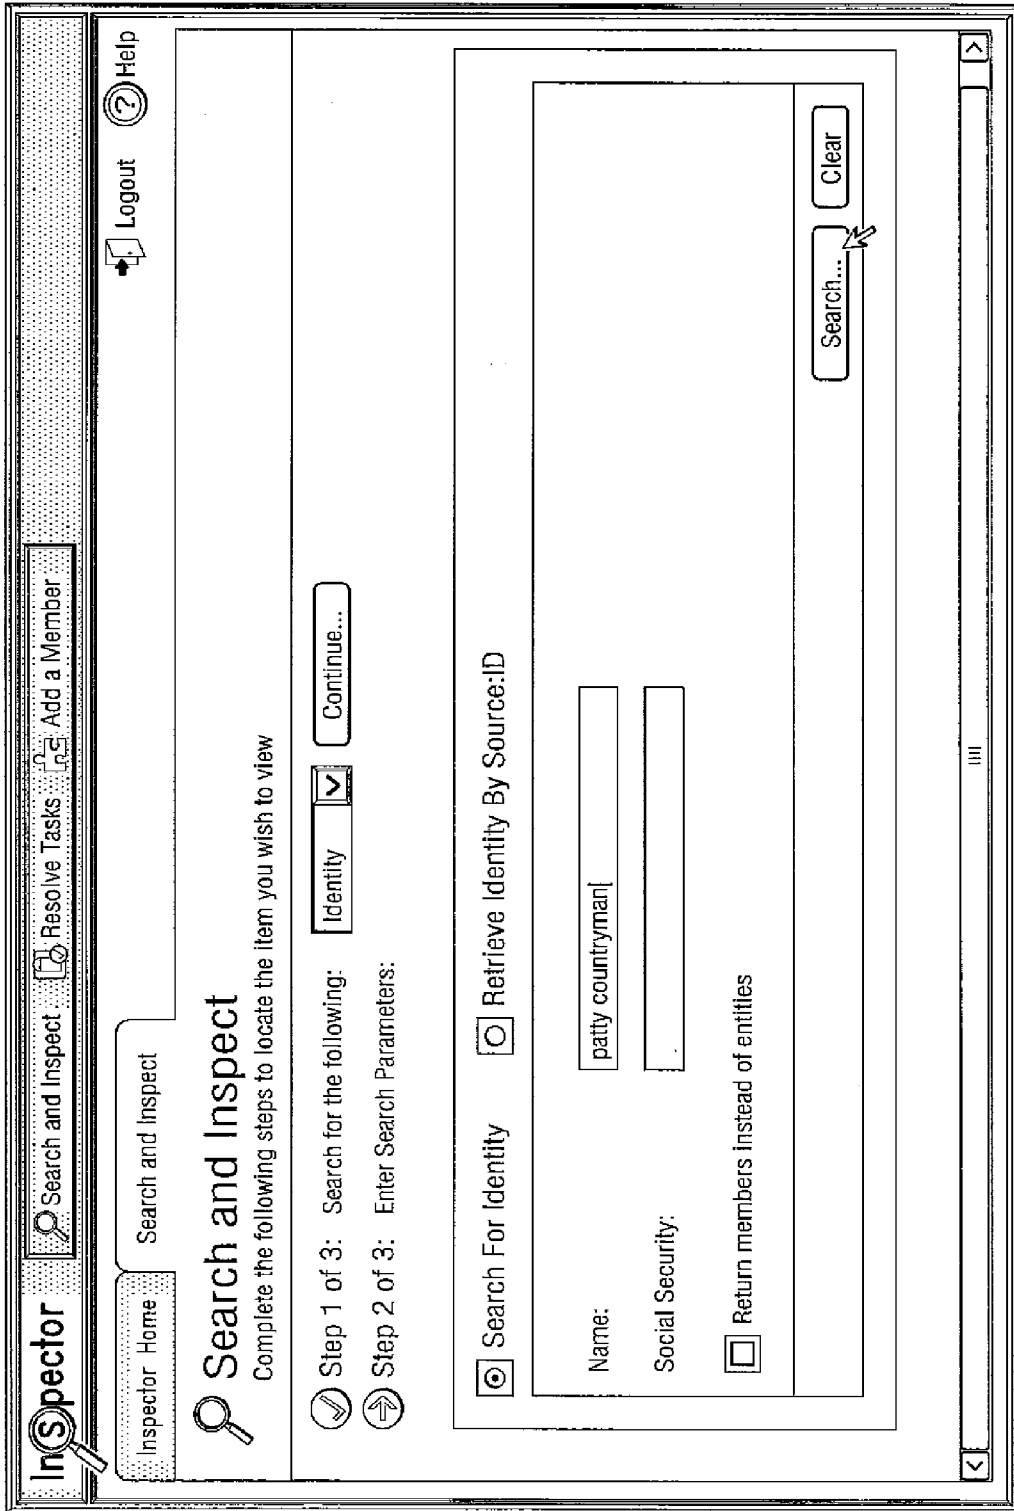 Inspector
Search and Inspect Resolve Tasks Add a Member
Logout ? Help
Inspector Home Search and Inspect
Search and Inspect
Complete the following steps to locate the item you wish to view
Step 1 of 3: Search for the following: Identity Continue...
Step 2 of 3: Enter Search Parameters:
Search For Identity Retrieve Identity By Source:ID
Name: patty countryman
Social Security:
Return members instead of entities
Search... Clear